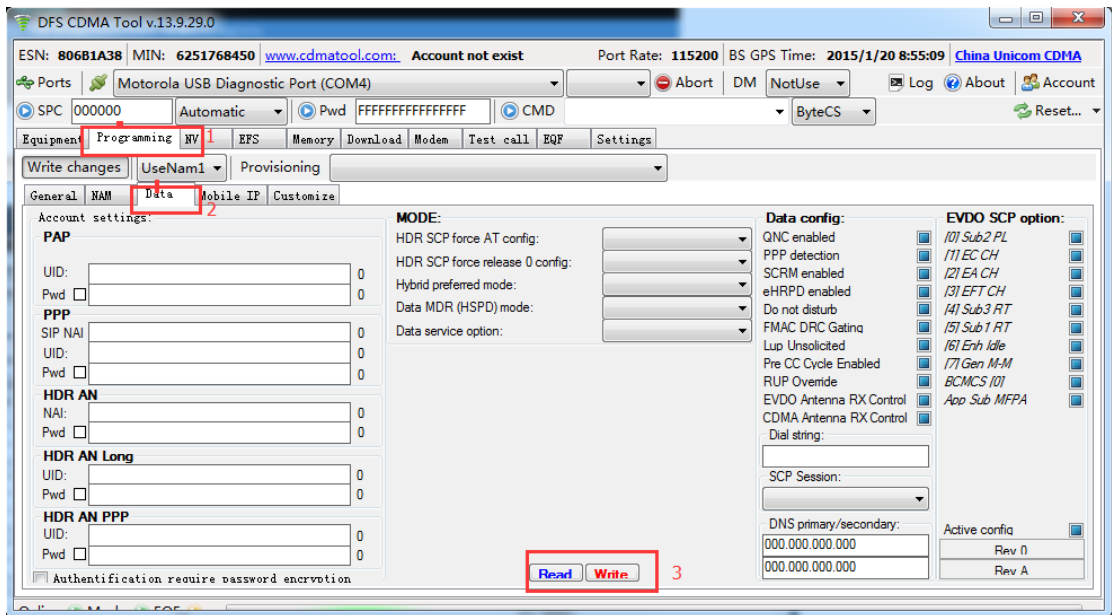 DFS CDMA Tool v.13.9.29.0
ESN: 806B1A38 MIN: 6251768450 www.cdmatool.com: Account not exist Port Rate: 115200 BS GPS Time: 2015/1/20 8:55:09 China Unicom CDMA
Ports Motorola USB Diagnostic Port (COM4) Abort DM NotUse Log About Account
SPC 000000 Automatic Pwd FFFFFFFFFFFFFFFF CMD ByteCS Reset...
Equipment Programming NV 1 EFS Memory Download Modem Test call EQF Settings
Write changes UseNam1 Provisioning
General NAM Data Mobile IP Customize
2
Account settings: MODE: Data config: EVDO SCP option:
PAP HDR SCP force AT config: QNC enabled [0] Sub2 PL
HDR SCP force release 0 config: PPP detection [1] EC CH
UID: 0 SCRM enabled [2] EA CH
Hybrid preferred mode: eHRPD enabled [3] EFT CH
Pwd 0 Data MDR (HSPD) mode: Do not disturb [4] Sub3 RT
PPP
SIP NAI 0 Data service option: FMAC DRC Gating [5] Sub1 RT
UID: 0 Lup Unsolicited [6] Enh Idle
Pwd 0 Pre CC Cycle Enabled [7] Gen M-M
RUP Override BCMCS [0]
HDR AN EVDO Antenna RX Control App Sub MFPA
NAI: 0 CDMA Antenna RX Control
Pwd 0 Dial string:
HDR AN Long
UID: 0 SCP Session:
Pwd 0
HDR AN PPP DNS primary/secondary:
UID: 0 000.000.000.000 Active config
Pwd 0 000.000.000.000 Rev 0
Authentification require password encryption Read Write 3 Rev A